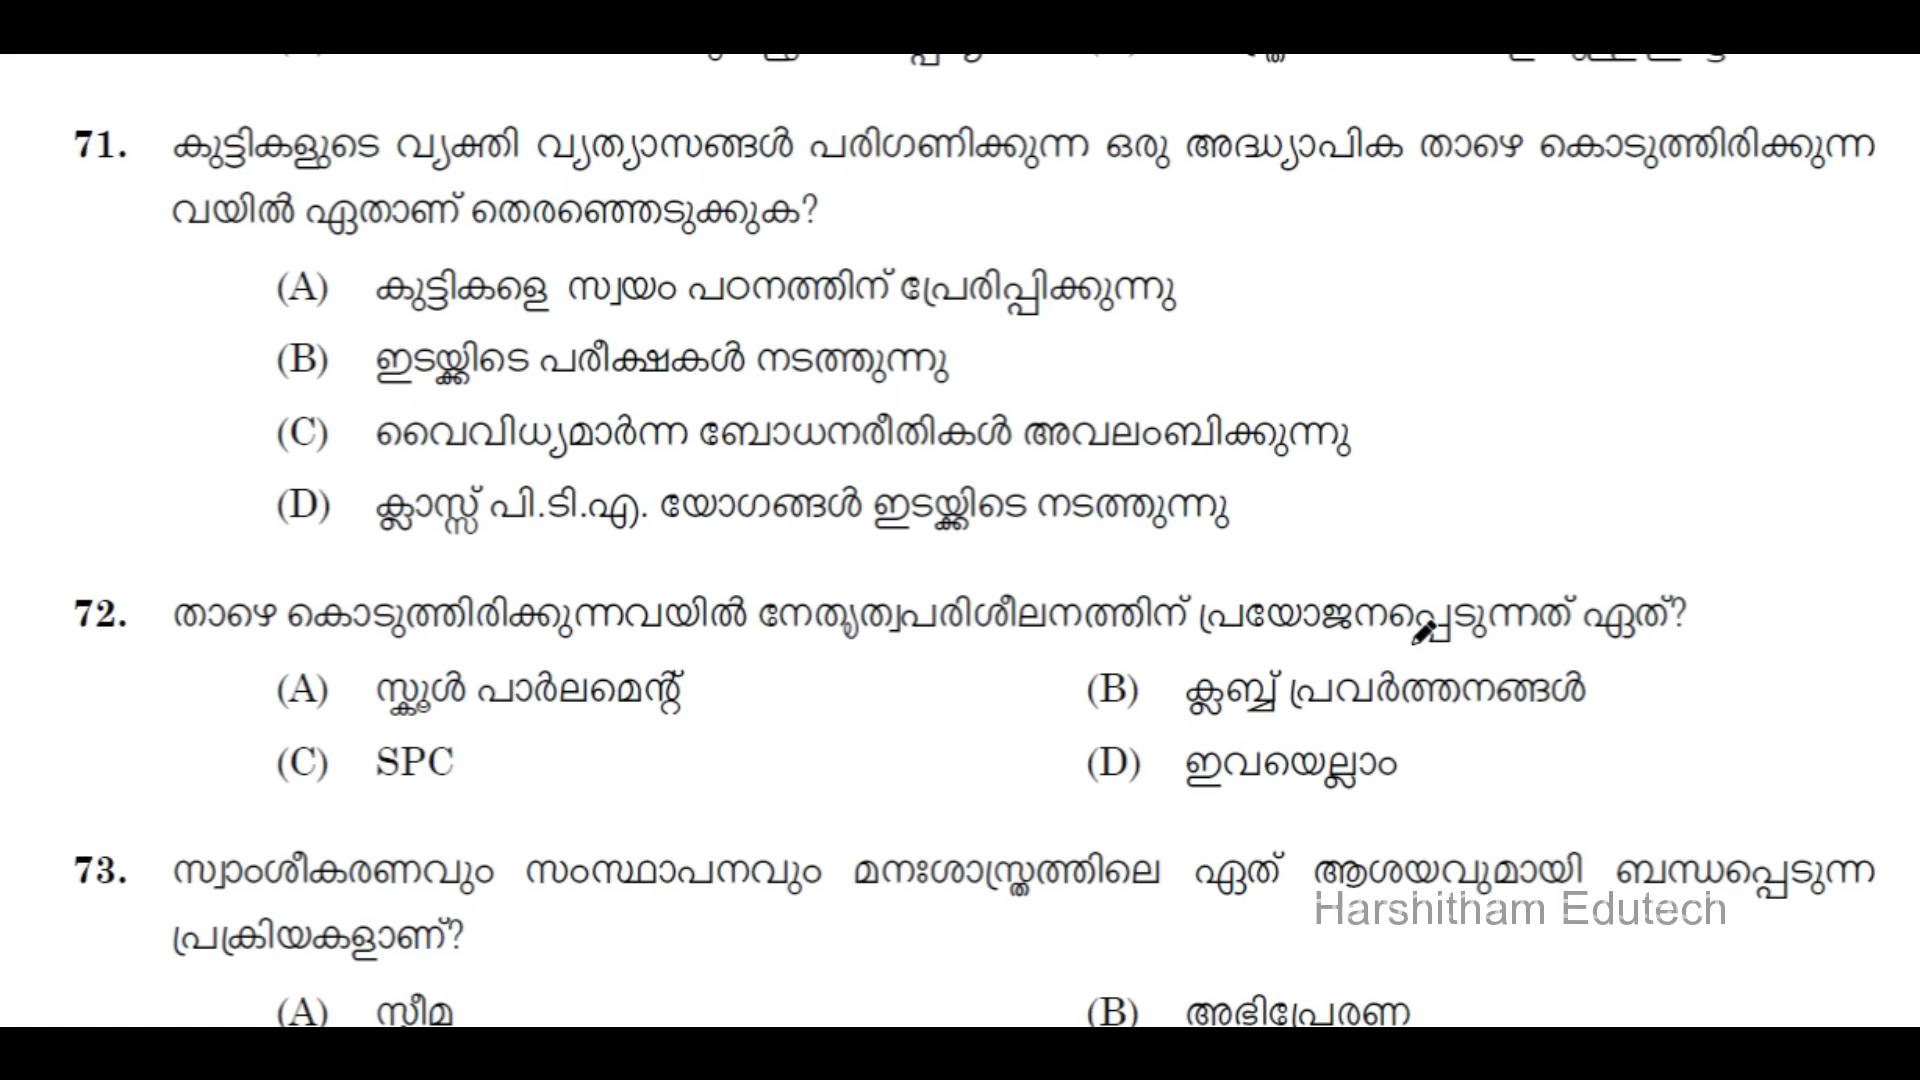 71. കുട്ടികളുടെ വ്യക്തി വ്യത്യാസങ്ങൾ പരിഗണിക്കുന്ന ഒരു അദ്ധ്യാപിക താഴെ കൊടുത്തിരിക്കുന്ന
വയിൽ ഏതാണ് തെരഞ്ഞെടുക്കുക?
(A) കുട്ടികളെ സ്വയം പഠനത്തിന് പ്രേരിപ്പിക്കുന്നു
(B) ഇടയ്ക്കിടെ പരീക്ഷകൾ നടത്തുന്നു
(C) വൈവിധ്യമാർന്ന ബോധനരീതികൾ അവലംബിക്കുന്നു
(D) ക്ലാസ്സ് പി.ടി.എ. യോഗങ്ങൾ ഇടയ്ക്കിടെ നടത്തുന്നു
72. താഴെ കൊടുത്തിരിക്കുന്നവയിൽ നേതൃത്വപരിശീലനത്തിന് പ്രയോജനപ്പെടുന്നത് ഏത്?
(A) സ്കൂൾ പാർലമെന്റ് (B) ക്ലബ്ബ് പ്രവർത്തനങ്ങൾ
(C) SPC (D) ഇവയെല്ലാം
73. സ്വാംശീകരണവും സംസ്ഥാപനവും മനഃശാസ്ത്രത്തിലെ ഏത് ആശയവുമായി ബന്ധപ്പെടുന്ന
Harshitham Edutech
പ്രക്രിയകളാണ്?
(A) സ്കീമ (B) അഭിപ്രേരണ